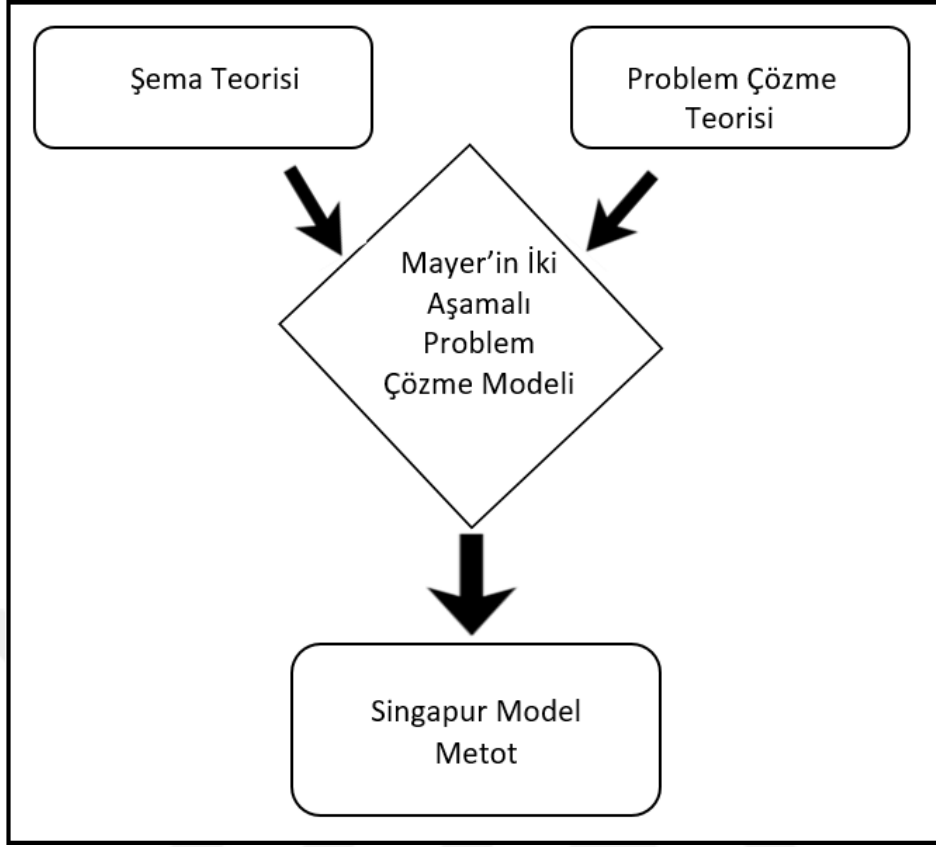 Şema Teorisi
Problem Çözme
Teorisi
Mayer’in İki
Aşamalı
Problem
Çözme Modeli
Singapur Model
Metot